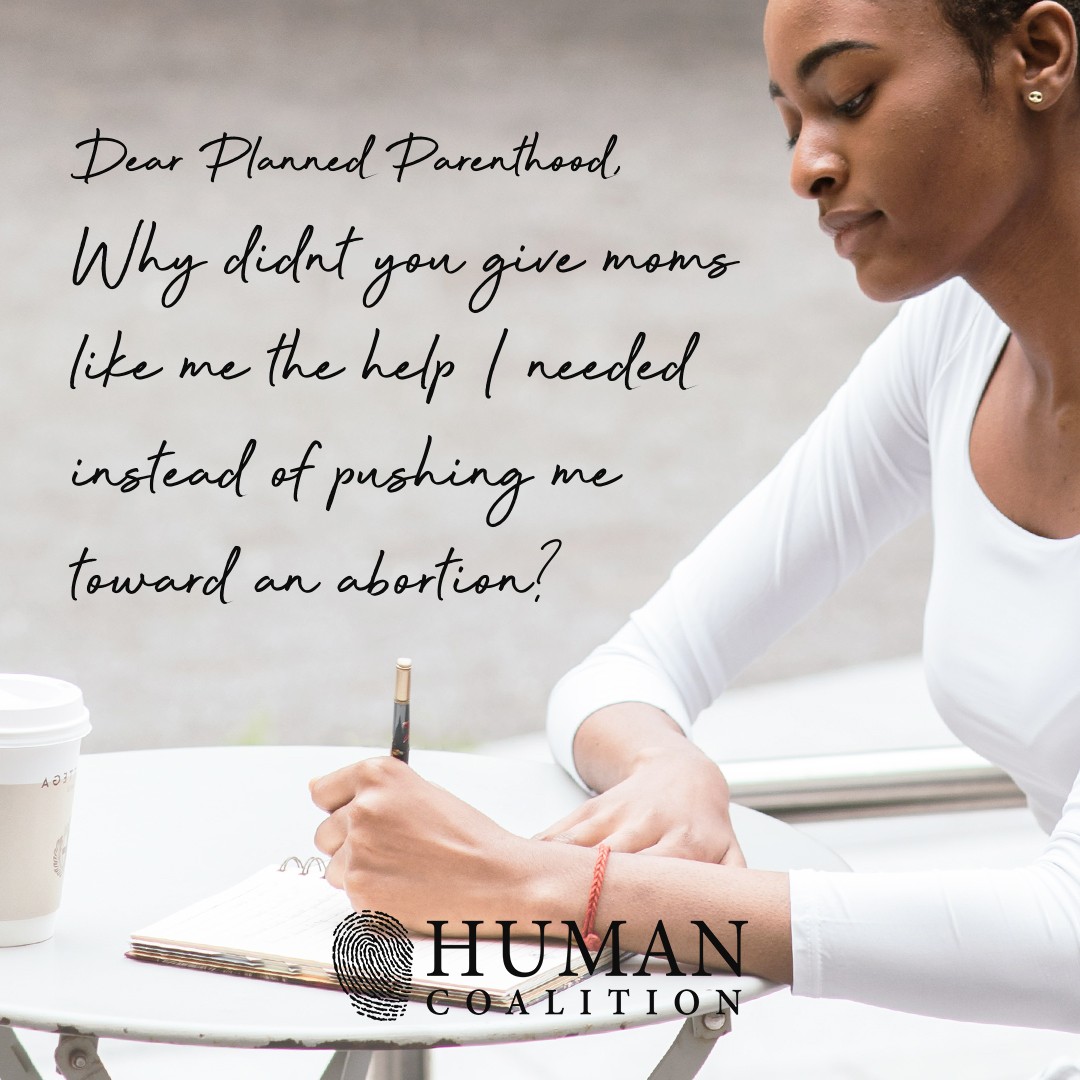 Dear Planned Parenthood,
Why didnt you give moms
like me the help I needed
instead of pushing me
toward an abortion?
HUMAN
COALITION